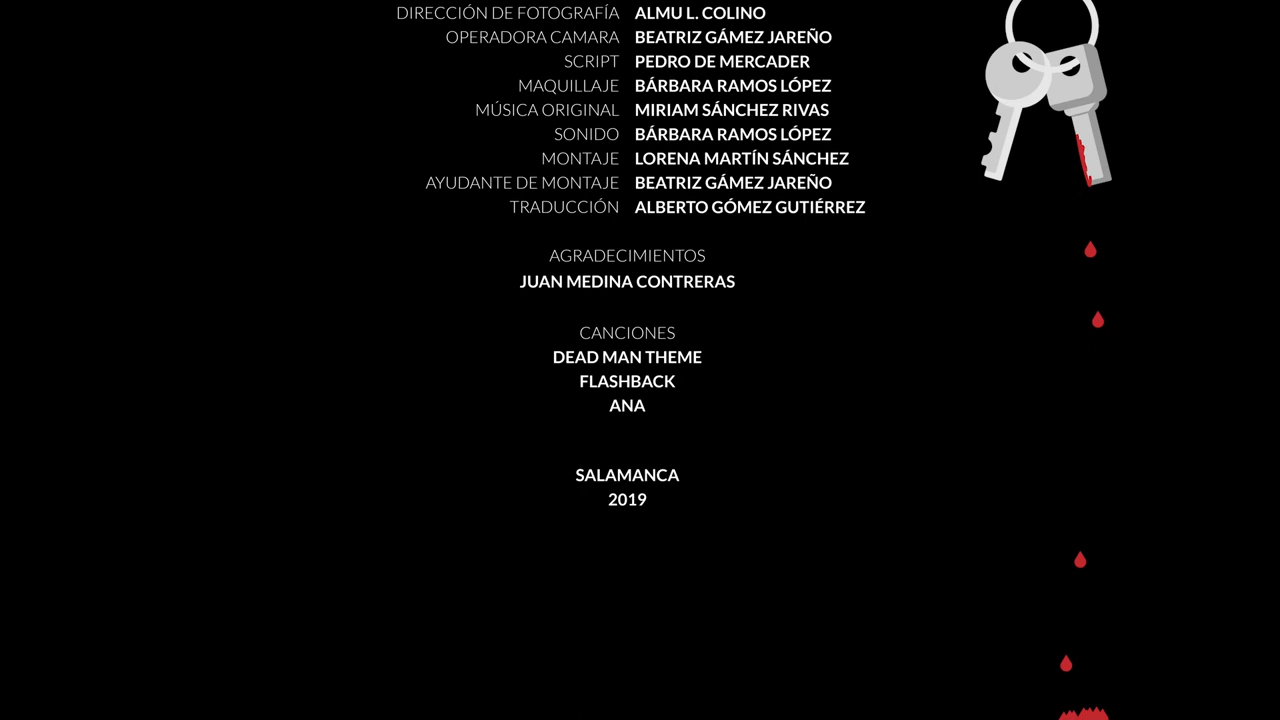 DIRECCIÓN DE FOTOGRAFÍA ALMU L. COLINO
OPERADORA CAMARA BEATRIZ GÁMEZ JAREÑO
SCRIPT PEDRO DE MERCADER
MAQUILLAJE BÁRBARA RAMOS LÓPEZ
MÚSICA ORIGINAL MIRIAM SÁNCHEZ RIVAS
SONIDO BÁRBARA RAMOS LÓPEZ
MONTAJE LORENA MARTÍN SÁNCHEZ
AYUDANTE DE MONTAJE BEATRIZ GÁMEZ JAREÑO
TRADUCCIÓN ALBERTO GÓMEZ GUTIÉRREZ
AGRADECIMIENTOS
JUAN MEDINA CONTRERAS
CANCIONES
DEAD MAN THEME
FLASHBACK
ANA
SALAMANCA
2019